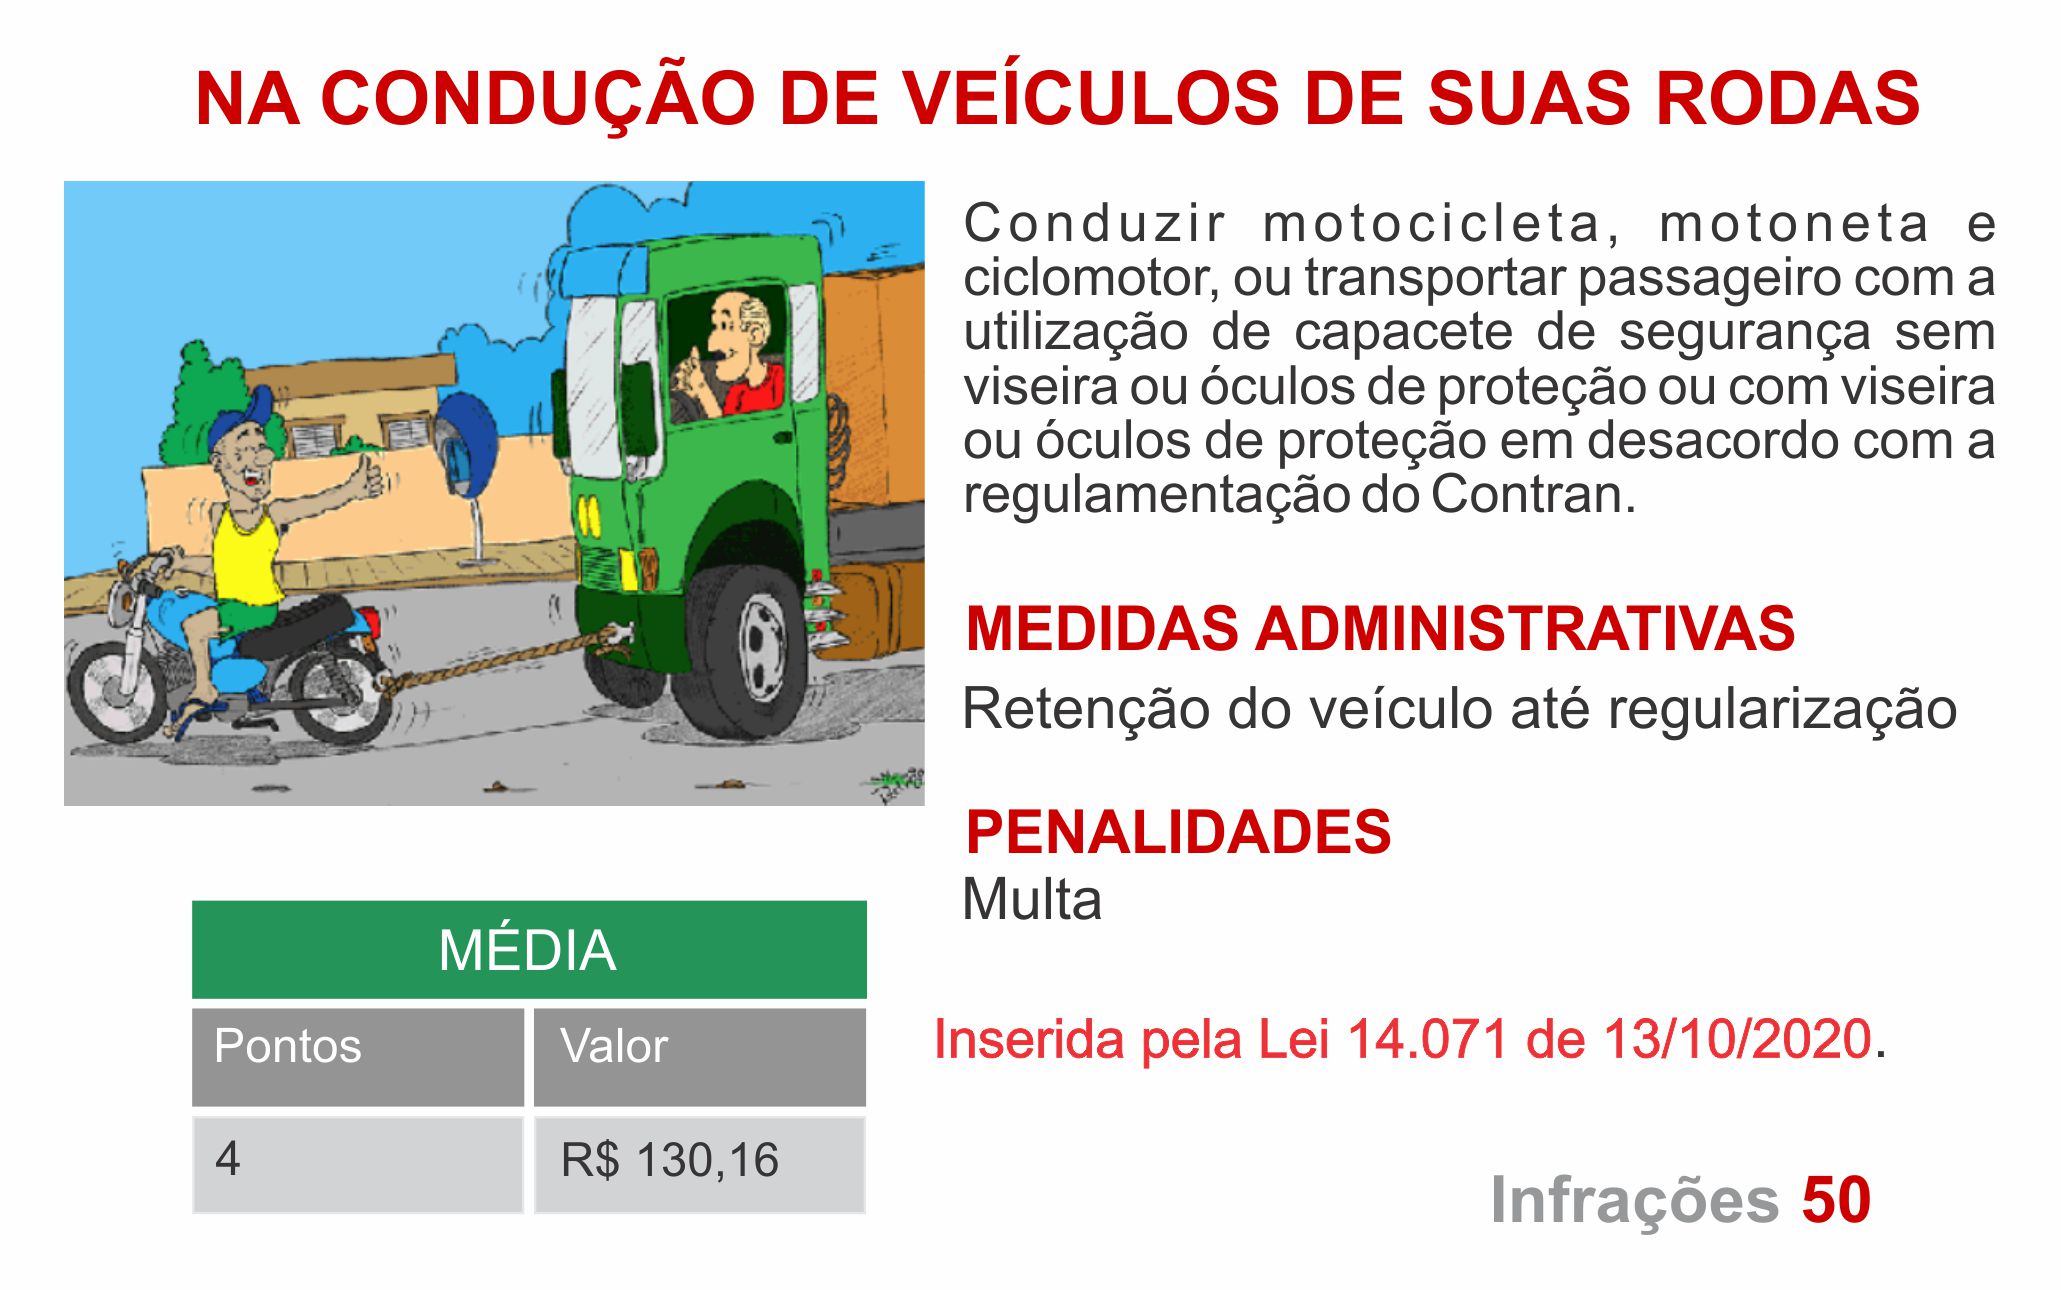 NA CONDUÇÃO DE VEÍCULOS DE SUAS RODAS
Conduzir motocicleta, motoneta e
ciclomotor, ou transportar passageiro com a
utilização de capacete de segurança sem
viseira ou óculos de proteção ou com viseira
ou óculos de proteção em desacordo com a
regulamentação do Contran.
MEDIDAS ADMINISTRATIVAS
Retenção do veículo até regularização
PENALIDADES
Multa
MÉDIA
Pontos Valor
4 R$ 130,16
Inserida pela Lei 14.071 de 13/10/2020.
Infrações 50